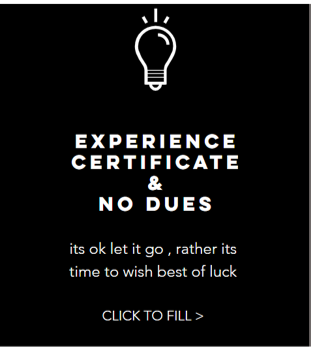 EXPERIENCE
CERTIFICATE
&
NO DUES
its ok let it go , rather its
time to wish best of luck
CLICK TO FILL >